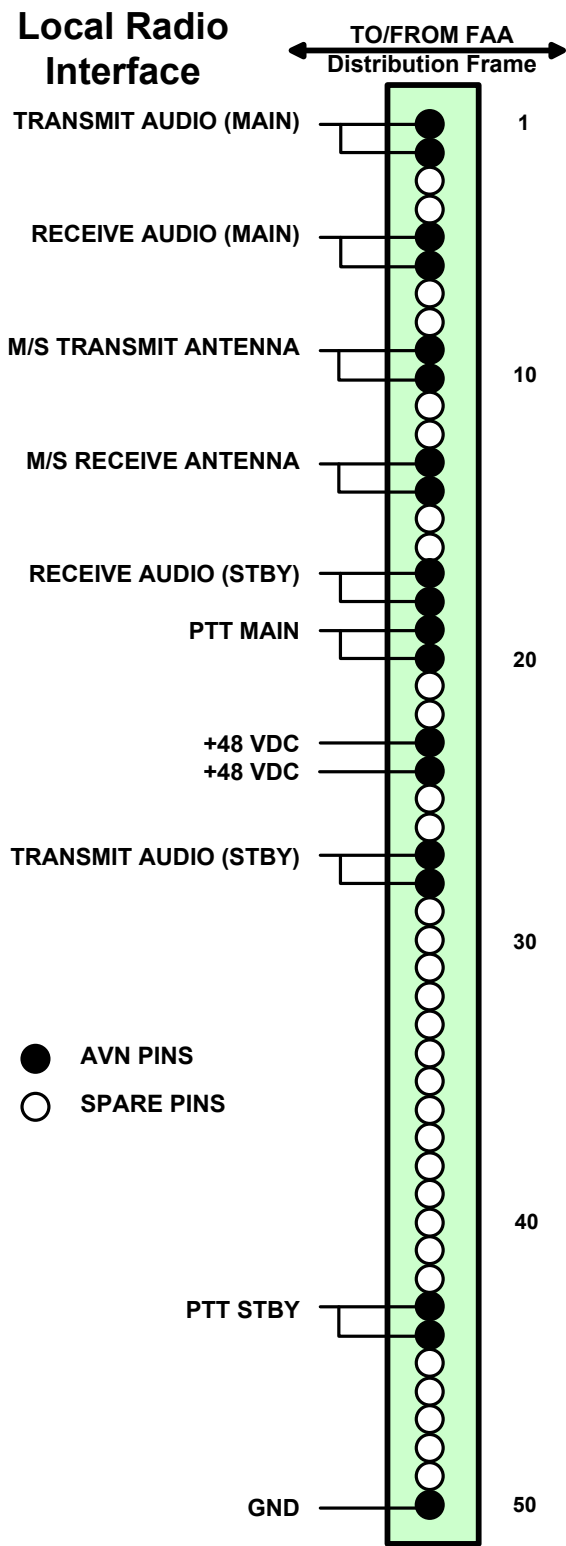 Local Radio
Interface
TO/FROM FAA
Distribution Frame
TRANSMIT AUDIO (MAIN)
1
RECEIVE AUDIO (MAIN)
M/S TRANSMIT ANTENNA
10
M/S RECEIVE ANTENNA
RECEIVE AUDIO (STBY)
PTT MAIN
20
+48 VDC
+48 VDC
TRANSMIT AUDIO (STBY)
30
AVN PINS
SPARE PINS
40
PTT STBY
GND
50